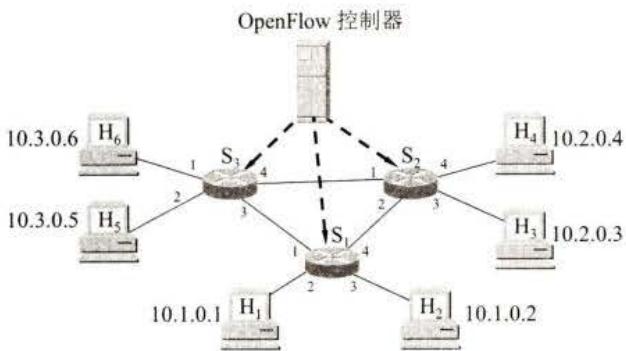 OpenFlow 控制器
H₆
10.3.0.6
1
S₃
4
2
3
H₅
10.3.0.5
H₄
10.2.0.4
S₂
4
1
2
3
H₃
10.2.0.3
S₁
1
4
2
3
10.1.0.1
H₁
H₂
10.1.0.2